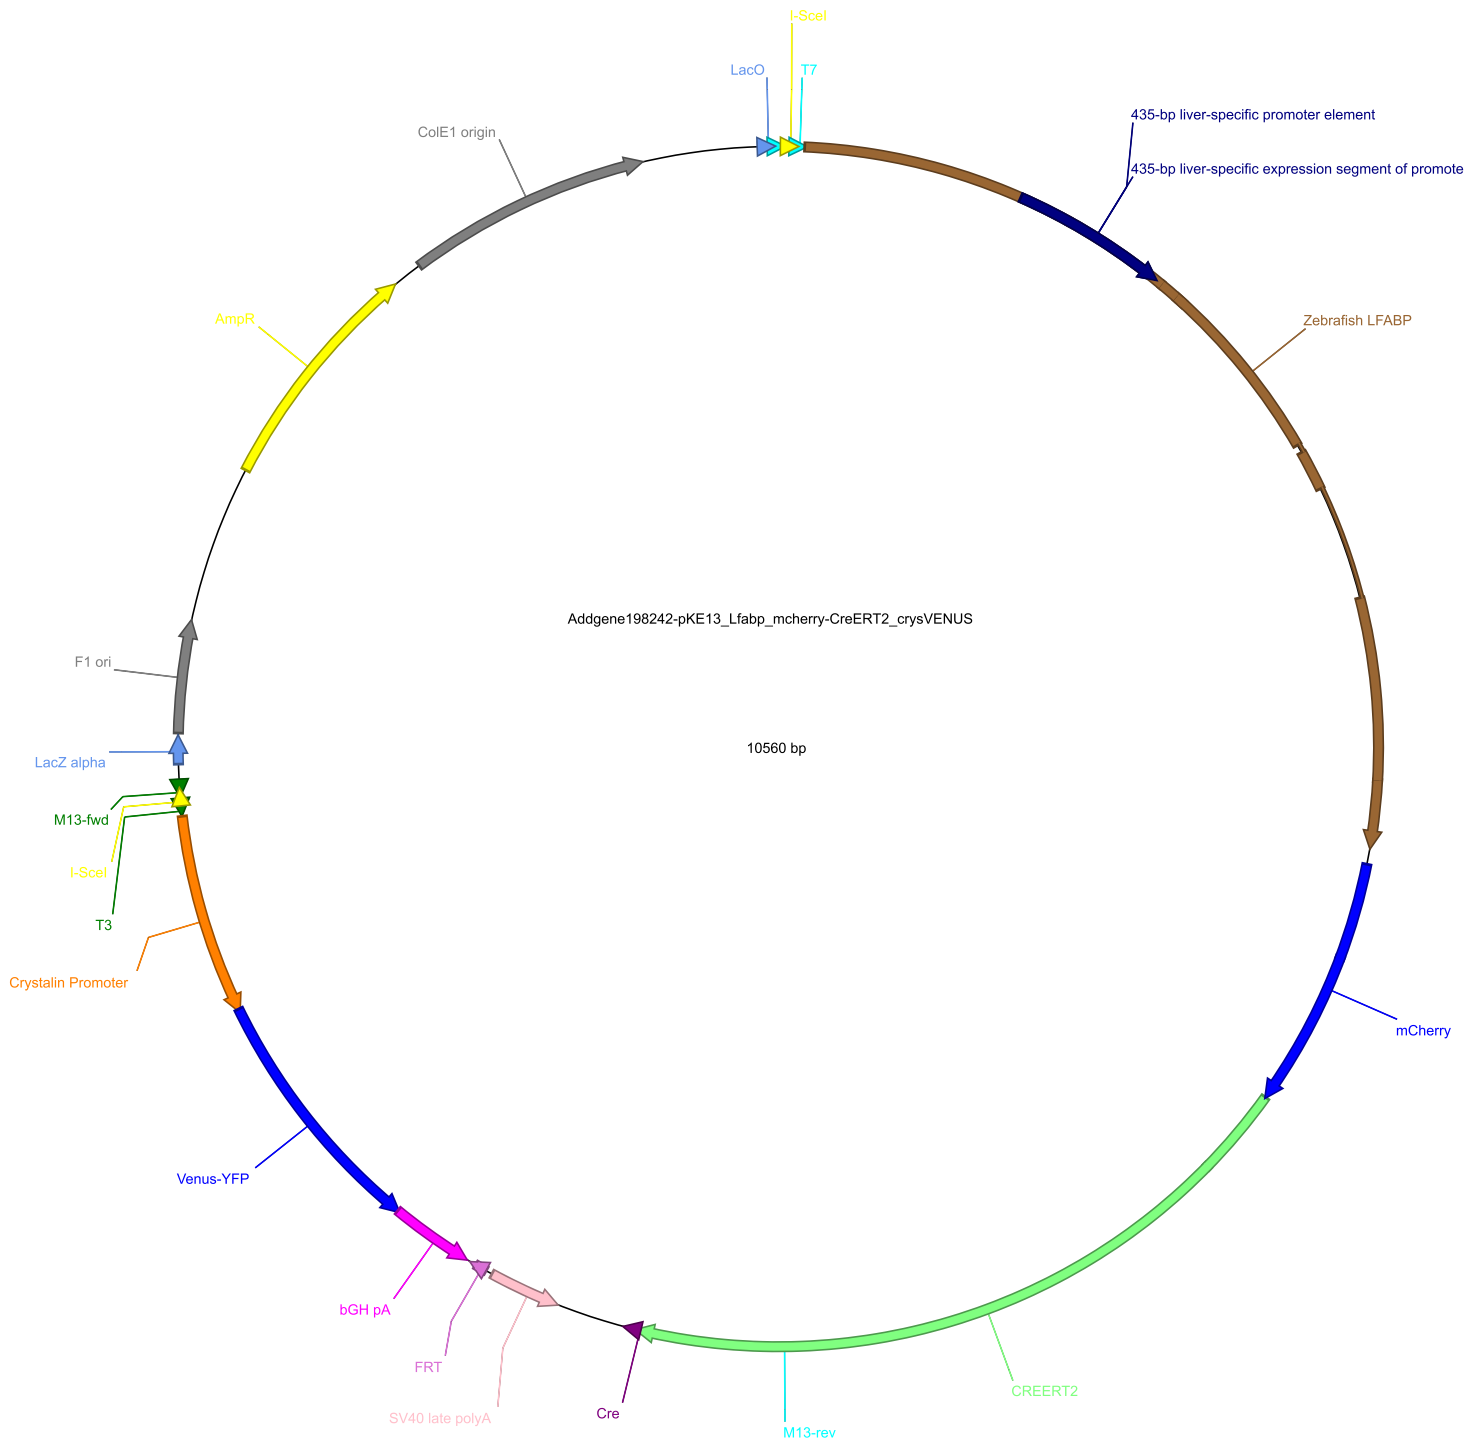 I-SceI
LacO
T7
435-bp liver-specific promoter element
ColE1 origin
435-bp liver-specific expression segment of promote
AmpR
Zebrafish LFABP
Addgene198242-pKE13_Lfabp_mcherry-CreERT2_crysVENUS
F1 ori
10560 bp
LacZ alpha
M13-fwd
I-SceI
T3
Crystalin Promoter
mCherry
Venus-YFP
bGH pA
FRT
CREERT2
SV40 late polyA
Cre
M13-rev